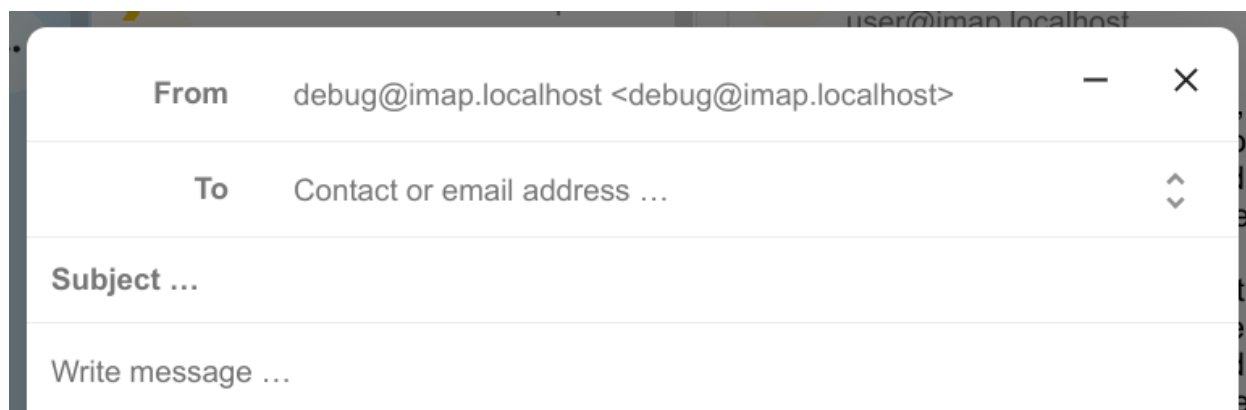 user@imap.localhost
From debug@imap.localhost <debug@imap.localhost>
To Contact or email address …
Subject …
Write message …